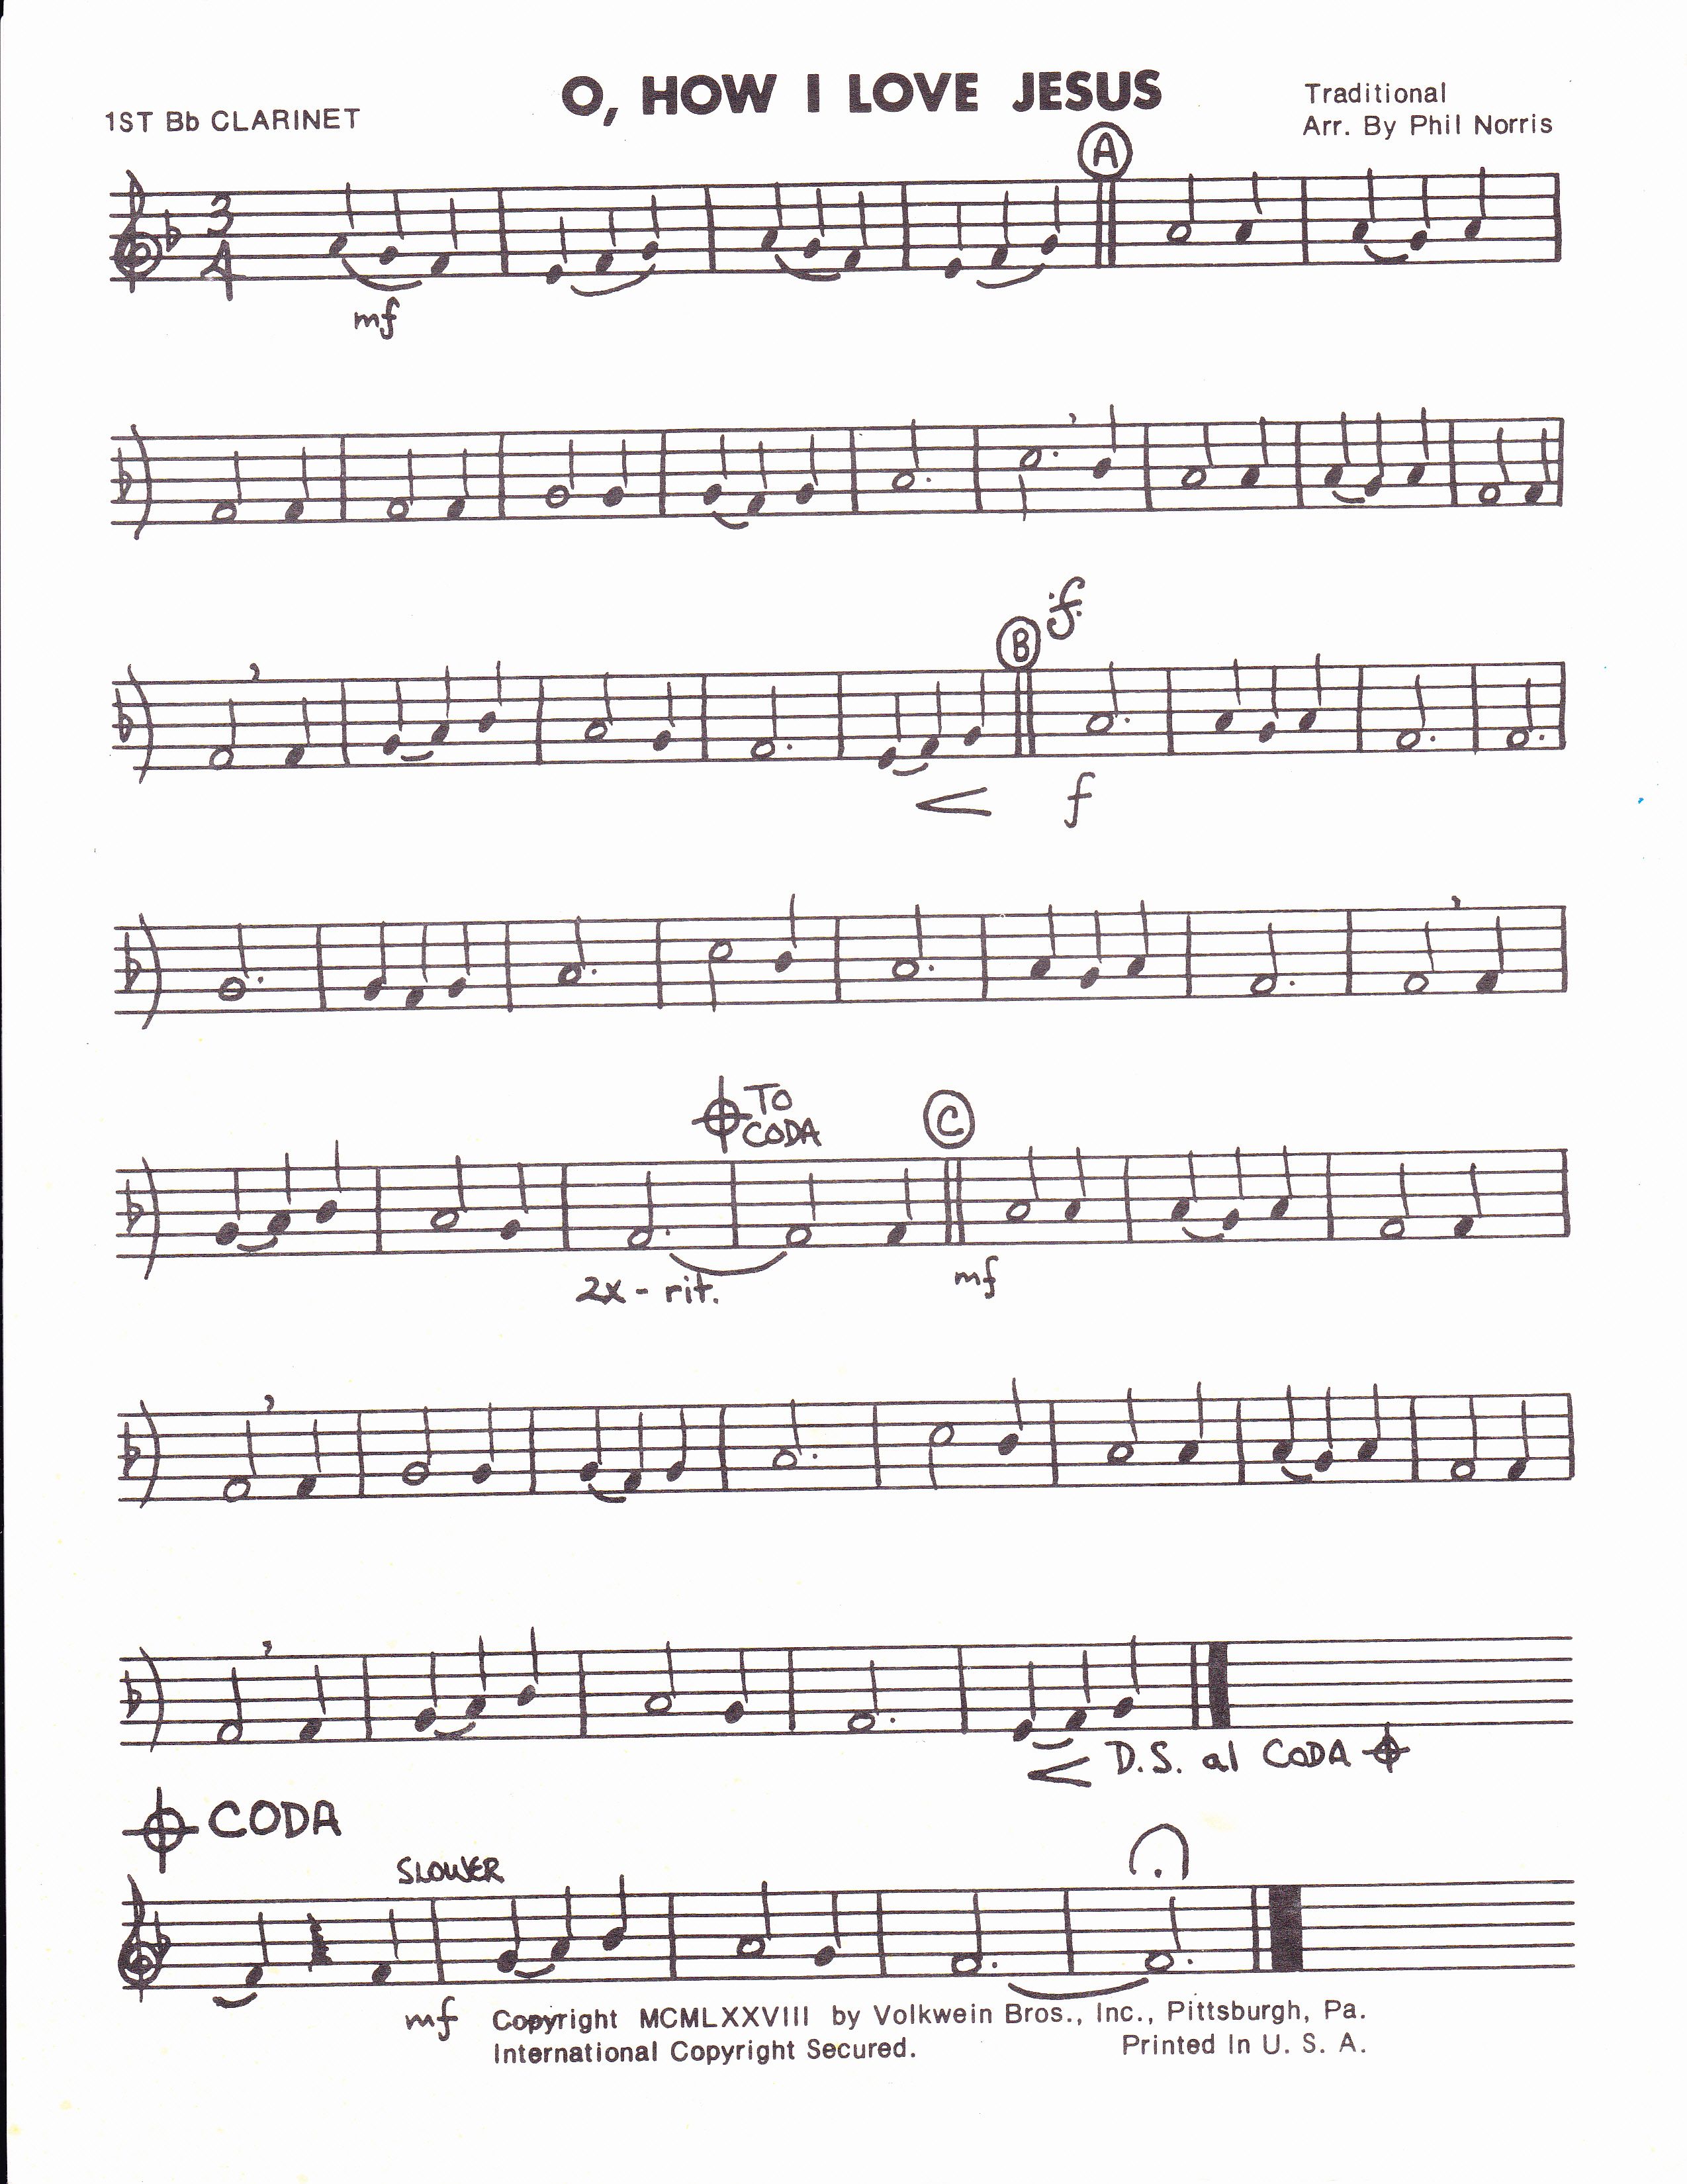 O, HOW I LOVE JESUS
1ST Bb CLARINET
Traditional
Arr. By Phil Norris
A
3
4
mf
B
f
TO
CODA
C
2x - rit.
mf
D.S. al CODA
CODA
SLOWER
mf
Copyright MCMLXXVIII by Volkwein Bros., Inc., Pittsburgh, Pa.
International Copyright Secured.
Printed In U. S. A.